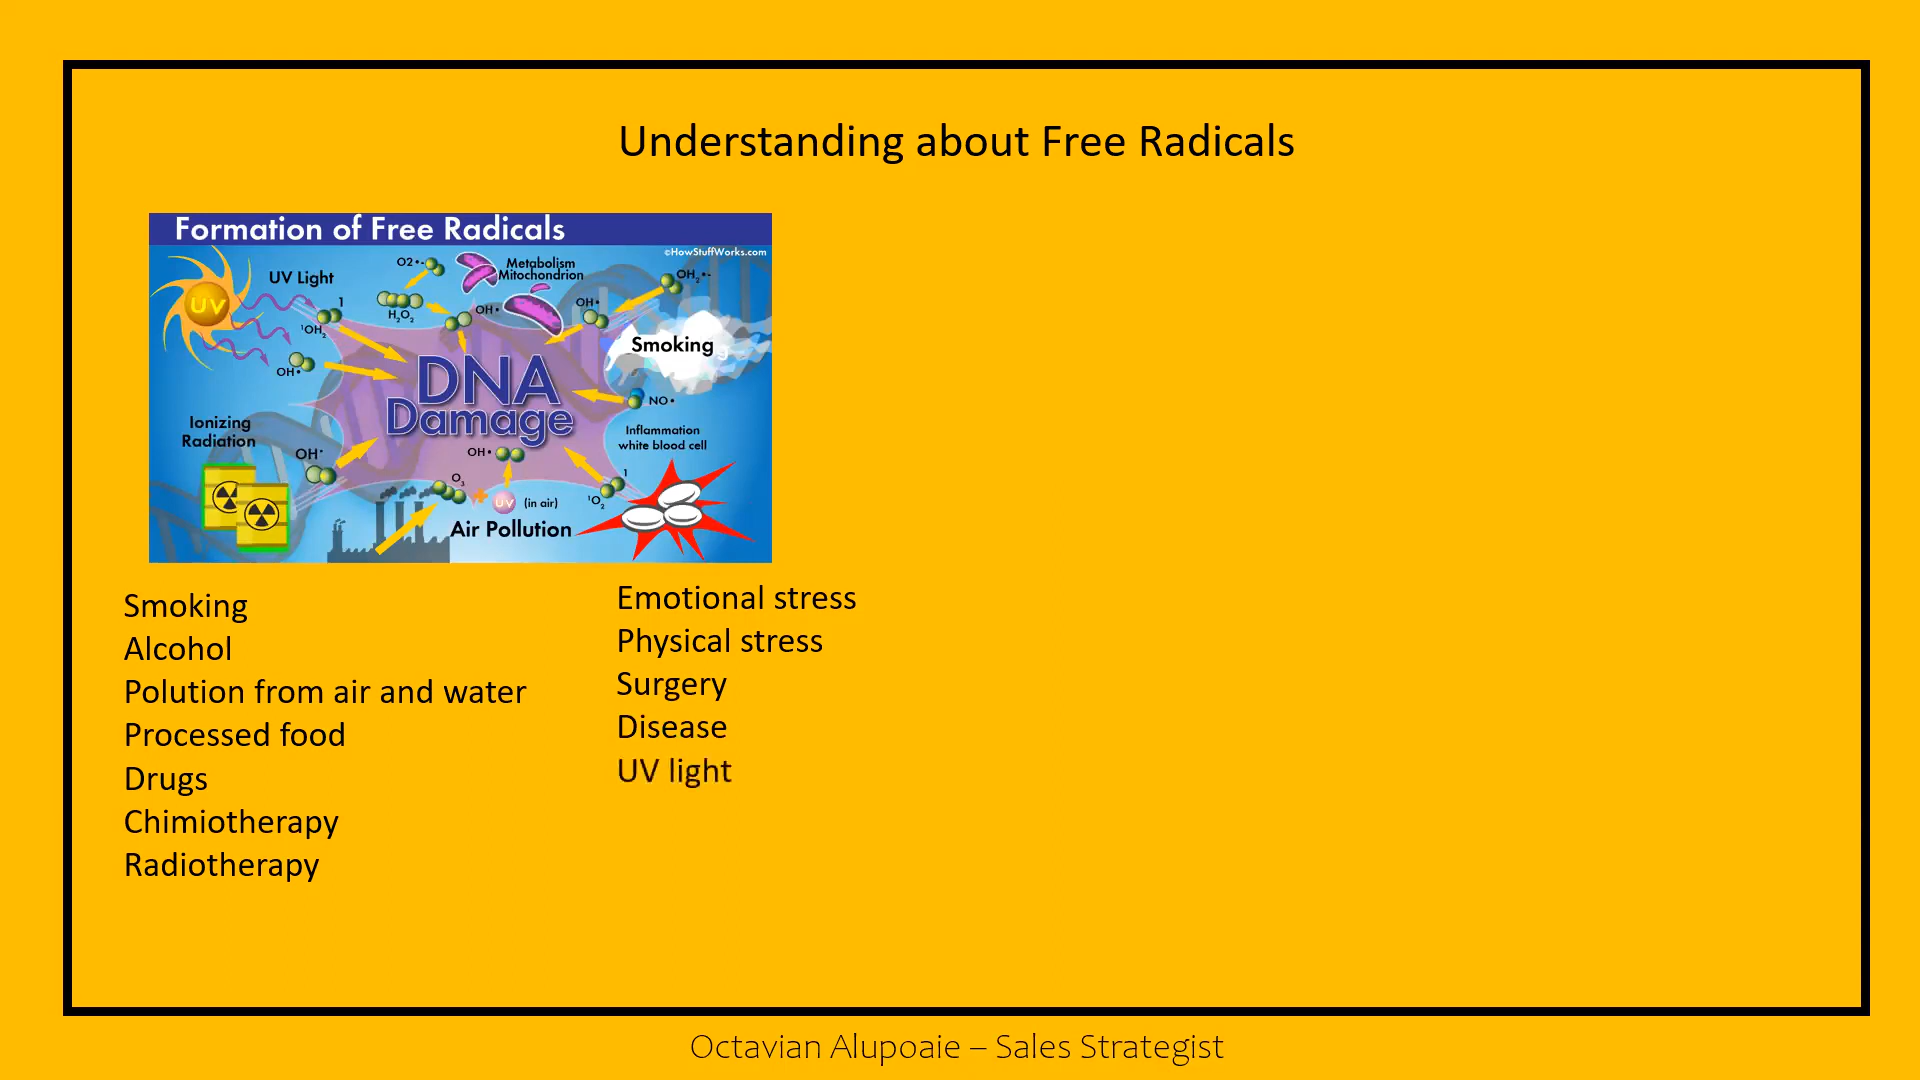 Understanding about Free Radicals
Formation of Free Radicals
©HowStuffWorks.com
UV Light
UV
1
¹OH₂
OH•
O2•-
H₂O₂
OH•
Metabolism
Mitochondrion
OH•
OH₂•-
Smoking
NO•
DNA
Damage
Ionizing
Radiation
OH•
Inflammation
white blood cell
OH•
O₃
UV
(in air)
Air Pollution
1
¹O₂
Smoking
Alcohol
Polution from air and water
Processed food
Drugs
Chimiotherapy
Radiotherapy
Emotional stress
Physical stress
Surgery
Disease
UV light
Octavian Alupoaie – Sales Strategist